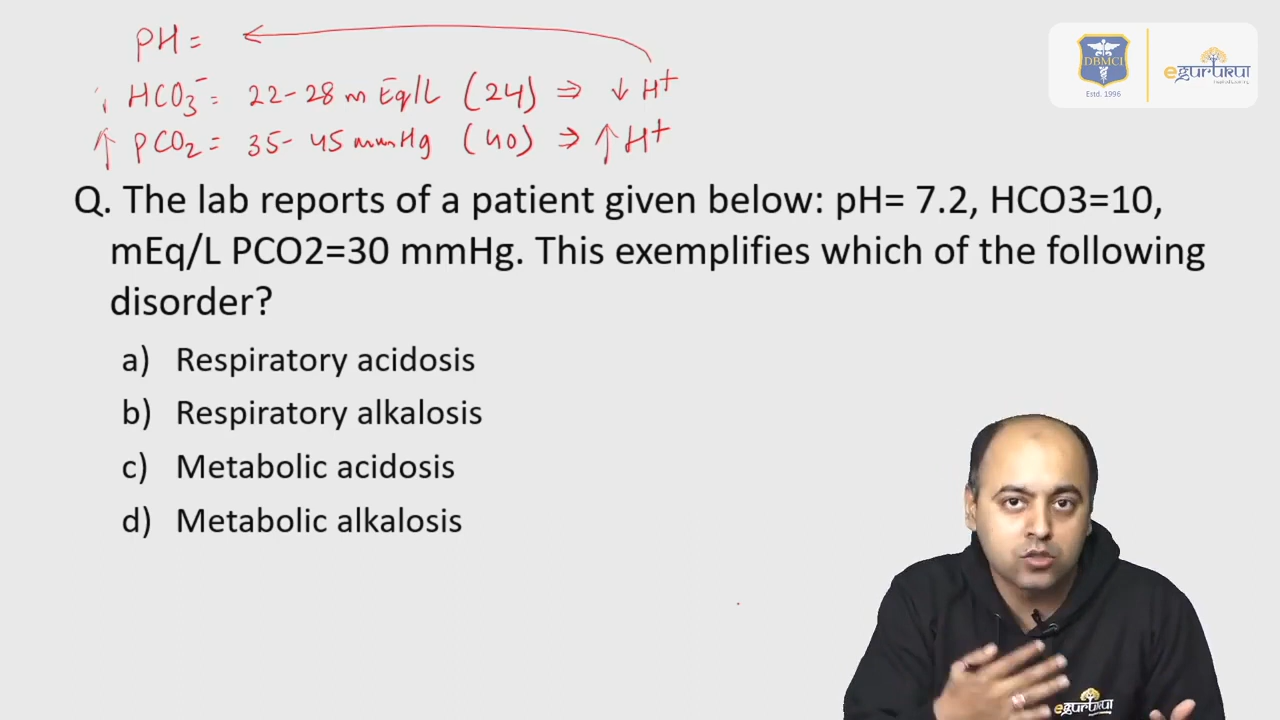 PH=
↓ HCO₃⁻ = 22-28 m Eq/L (24) ⇒ ↓ H⁺
↑ PCO₂ = 35-45 mmHg (40) ⇒ ↑ H⁺
DBMCI
Estd. 1996
egurukul
Q. The lab reports of a patient given below: pH= 7.2, HCO3=10,
mEq/L PCO2=30 mmHg. This exemplifies which of the following
disorder?
a) Respiratory acidosis
b) Respiratory alkalosis
c) Metabolic acidosis
d) Metabolic alkalosis
egurukul